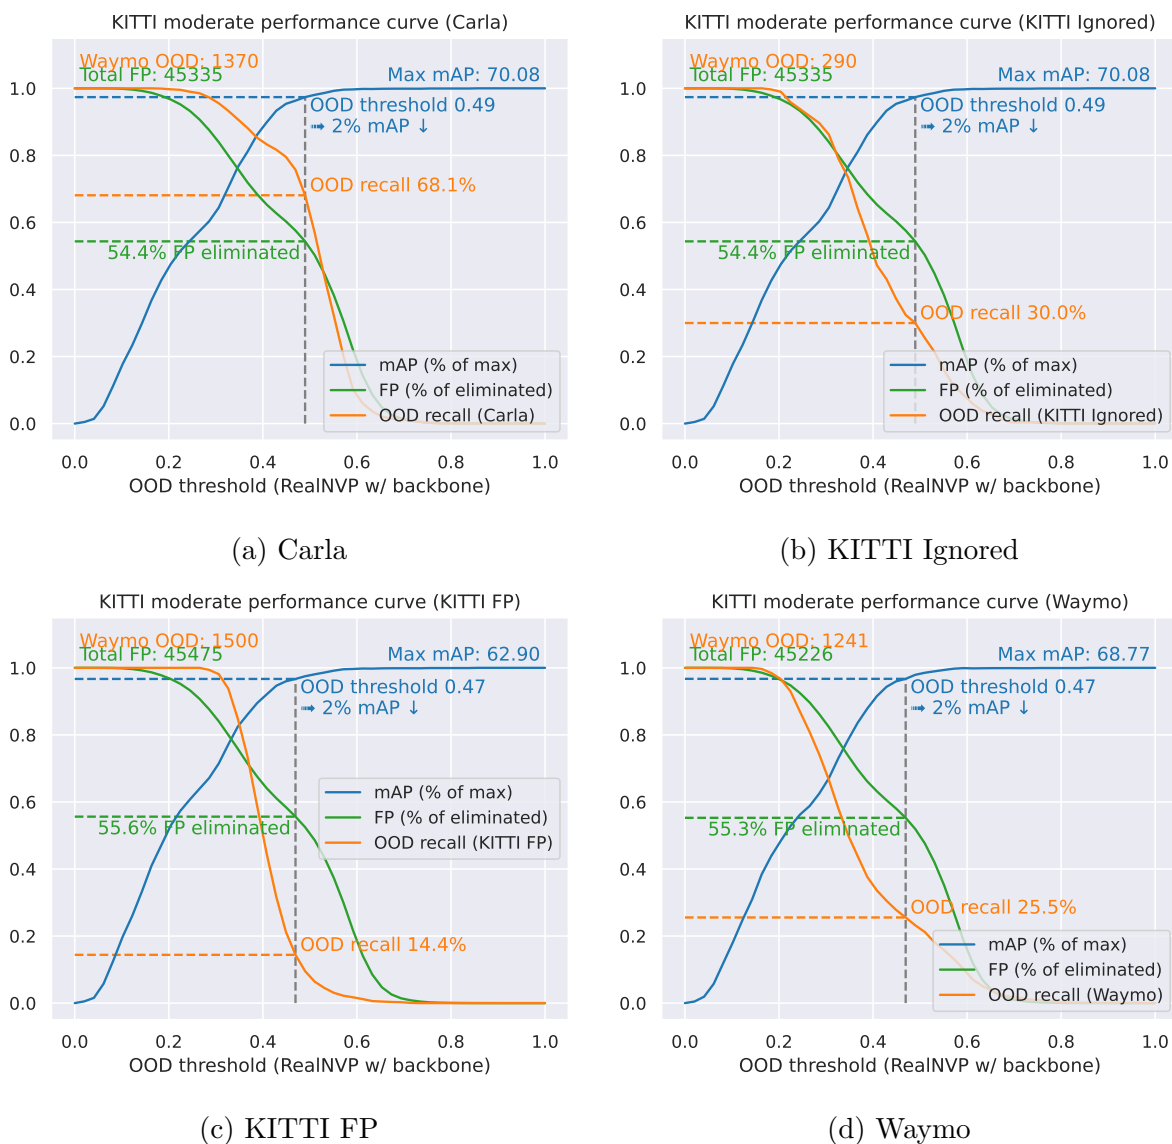 KITTI moderate performance curve (Carla)
Waymo OOD: 1370
Total FP: 45335
Max mAP: 70.08
OOD threshold 0.49
➠ 2% mAP ↓
OOD recall 68.1%
54.4% FP eliminated
mAP (% of max)
FP (% of eliminated)
OOD recall (Carla)
1.0
0.8
0.6
0.4
0.2
0.0
0.0 0.2 0.4 0.6 0.8 1.0
OOD threshold (RealNVP w/ backbone)
(a) Carla
KITTI moderate performance curve (KITTI Ignored)
Waymo OOD: 290
Total FP: 45335
Max mAP: 70.08
OOD threshold 0.49
➠ 2% mAP ↓
54.4% FP eliminated
OOD recall 30.0%
mAP (% of max)
FP (% of eliminated)
OOD recall (KITTI Ignored)
1.0
0.8
0.6
0.4
0.2
0.0
0.0 0.2 0.4 0.6 0.8 1.0
OOD threshold (RealNVP w/ backbone)
(b) KITTI Ignored
KITTI moderate performance curve (KITTI FP)
Waymo OOD: 1500
Total FP: 45475
Max mAP: 62.90
OOD threshold 0.47
➠ 2% mAP ↓
mAP (% of max)
FP (% of eliminated)
OOD recall (KITTI FP)
55.6% FP eliminated
OOD recall 14.4%
1.0
0.8
0.6
0.4
0.2
0.0
0.0 0.2 0.4 0.6 0.8 1.0
OOD threshold (RealNVP w/ backbone)
(c) KITTI FP
KITTI moderate performance curve (Waymo)
Waymo OOD: 1241
Total FP: 45226
Max mAP: 68.77
OOD threshold 0.47
➠ 2% mAP ↓
55.3% FP eliminated
OOD recall 25.5%
mAP (% of max)
FP (% of eliminated)
OOD recall (Waymo)
1.0
0.8
0.6
0.4
0.2
0.0
0.0 0.2 0.4 0.6 0.8 1.0
OOD threshold (RealNVP w/ backbone)
(d) Waymo